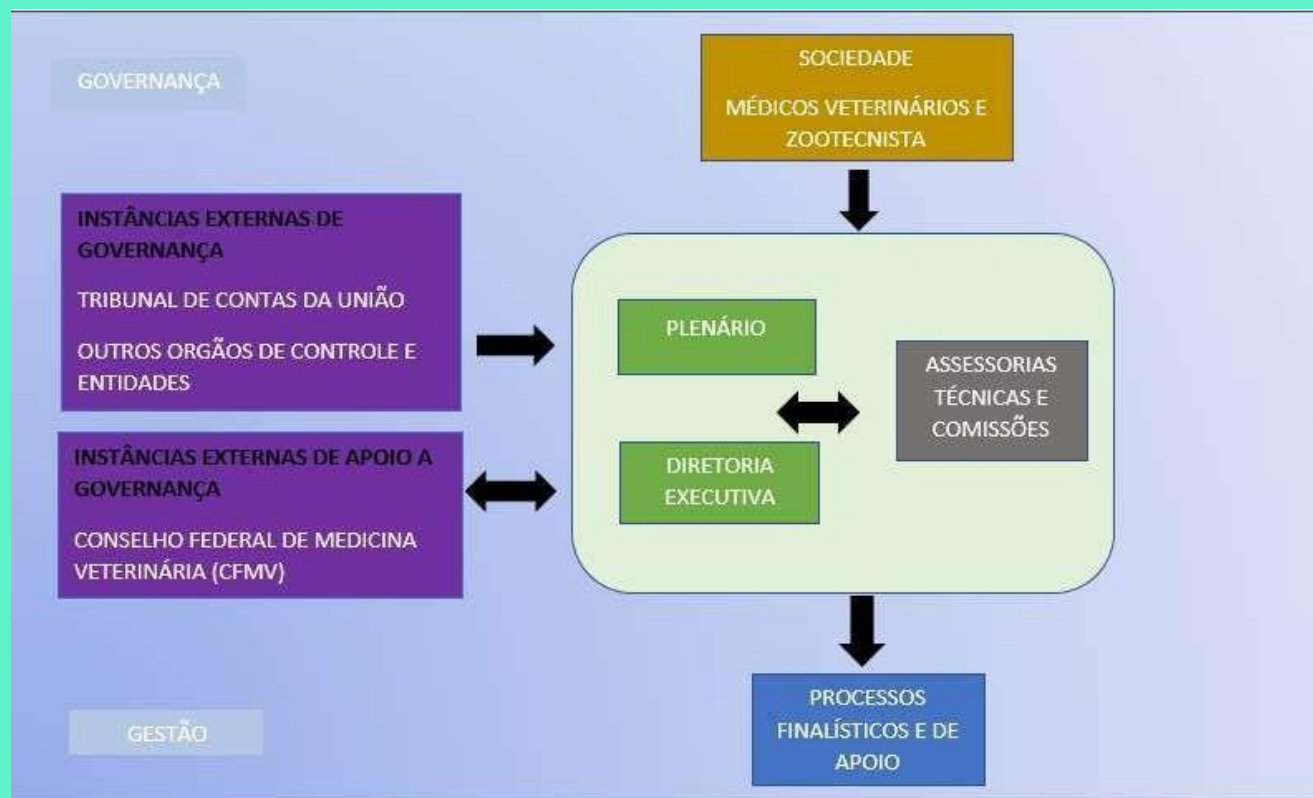 GOVERNANÇA
SOCIEDADE
MÉDICOS VETERINÁRIOS E
ZOOTECNISTA
INSTÂNCIAS EXTERNAS DE
GOVERNANÇA
TRIBUNAL DE CONTAS DA UNIÃO
OUTROS ORGÃOS DE CONTROLE E
ENTIDADES
INSTÂNCIAS EXTERNAS DE APOIO A
GOVERNANÇA
CONSELHO FEDERAL DE MEDICINA
VETERINÁRIA (CFMV)
PLENÁRIO
DIRETORIA
EXECUTIVA
ASSESSORIAS
TÉCNICAS E
COMISSÕES
PROCESSOS
FINALÍSTICOS E DE
APOIO
GESTÃO